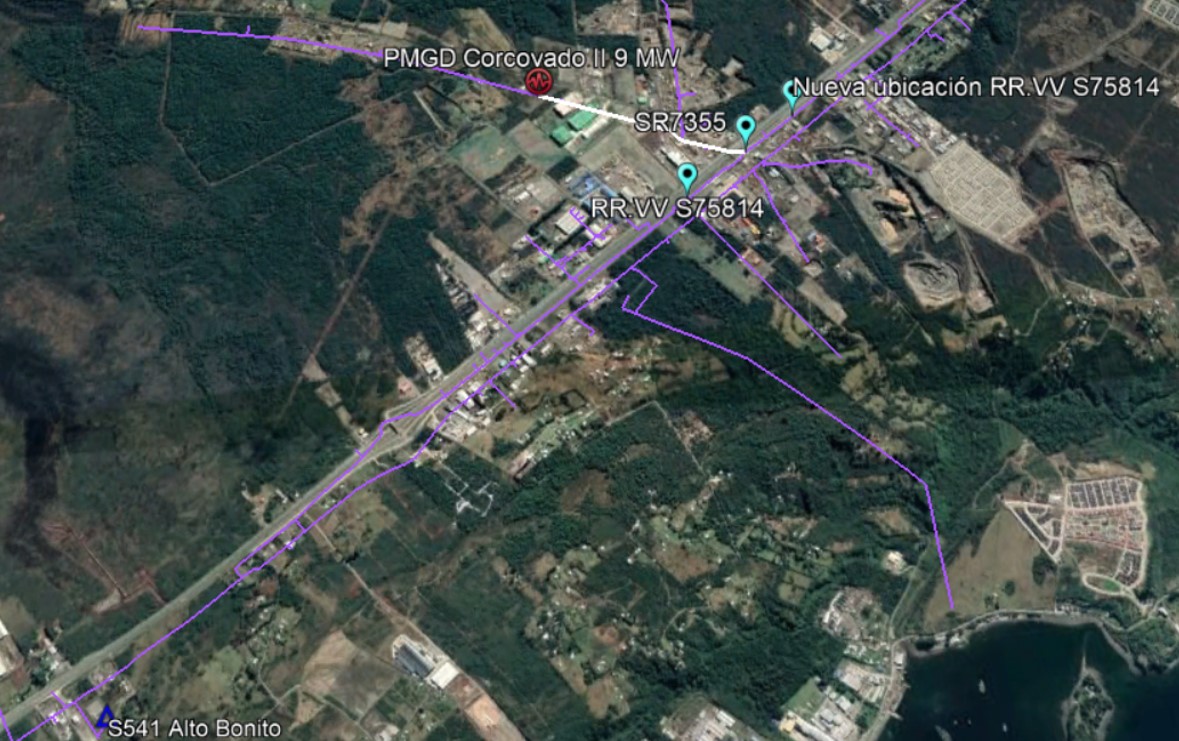 PMGD Corcovado II 9 MW
Nueva ubicación RR.VV S75814
SR7355
RR.VV S75814
S541 Alto Bonito